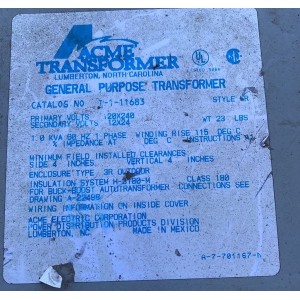 ACME
TRANSFORMER
LUMBERTON, NORTH CAROLINA
GENERAL PURPOSE TRANSFORMER
CATALOG NO T-1-11683 STYLE
PRIMARY VOLTS 120X240 WT 23 LBS
SECONDARY VOLTS 12X24
1.0 KVA 60 HZ 1 PHASE WINDING RISE 115 DEG C
% IMPEDANCE AT DEG C INSTRUCTIONS
MINIMUM FIELD INSTALLED CLEARANCES
SIDE 4 INCHES. VERTICAL 4 INCHES
ENCLOSURE TYPE 3R OUTDOOR
INSULATION SYSTEM CLASS 180
FOR BUCK-BOOST AUTOTRANSFORMER CONNECTIONS SEE
DRAWING
WIRING INFORMATION ON INSIDE COVER
ACME ELECTRIC CORPORATION
POWER DISTRIBUTION PRODUCTS DIVISION
LUMBERTON, NC MADE IN MEXICO